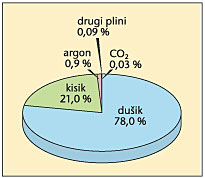 drugi plini
0,09 %
argon
0,9 %
CO₂
0,03 %
kisik
21,0 %
dušik
78,0 %